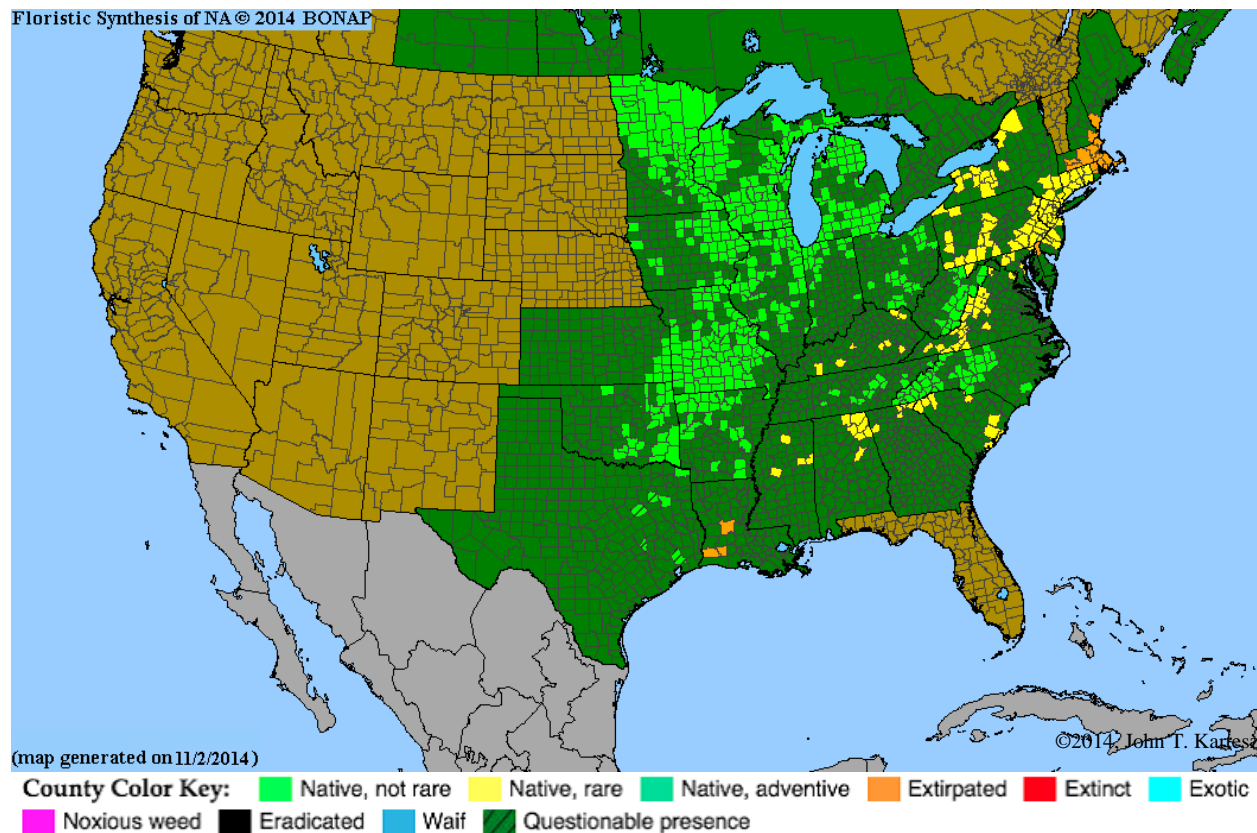 Floristic Synthesis of NA © 2014 BONAP
(map generated on 11/2/2014)
©2014, John T. Kartesz
County Color Key: Native, not rare Native, rare Native, adventive Extirpated Extinct Exotic
Noxious weed Eradicated Waif Questionable presence